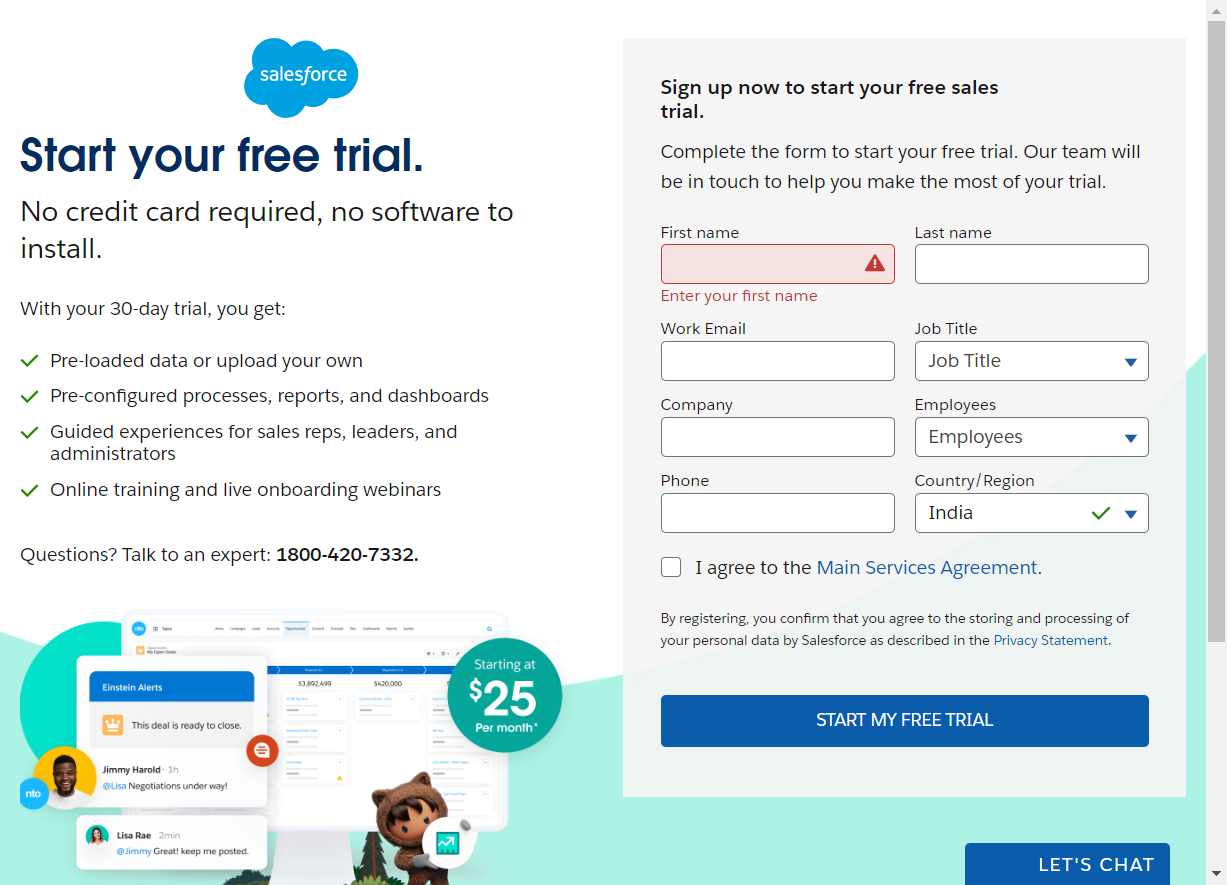 salesforce
Start your free trial.
No credit card required, no software to
install.
With your 30-day trial, you get:
Pre-loaded data or upload your own
Pre-configured processes, reports, and dashboards
Guided experiences for sales reps, leaders, and
administrators
Online training and live onboarding webinars
Questions? Talk to an expert: 1800-420-7332.
nto
Sales
My Open Deals
$3,892,499
$420,000
Einstein Alerts
This deal is ready to close.
Jimmy Harold · 1h
@Lisa Negotiations under way!
nto
Lisa Rae 2min
@Jimmy Great! keep me posted.
Starting at
$25
Per month*
Sign up now to start your free sales
trial.
Complete the form to start your free trial. Our team will
be in touch to help you make the most of your trial.
First name
Last name
Enter your first name
Work Email
Job Title
Job Title
Company
Employees
Employees
Phone
Country/Region
India
I agree to the Main Services Agreement.
By registering, you confirm that you agree to the storing and processing of
your personal data by Salesforce as described in the Privacy Statement.
START MY FREE TRIAL
LET'S CHAT